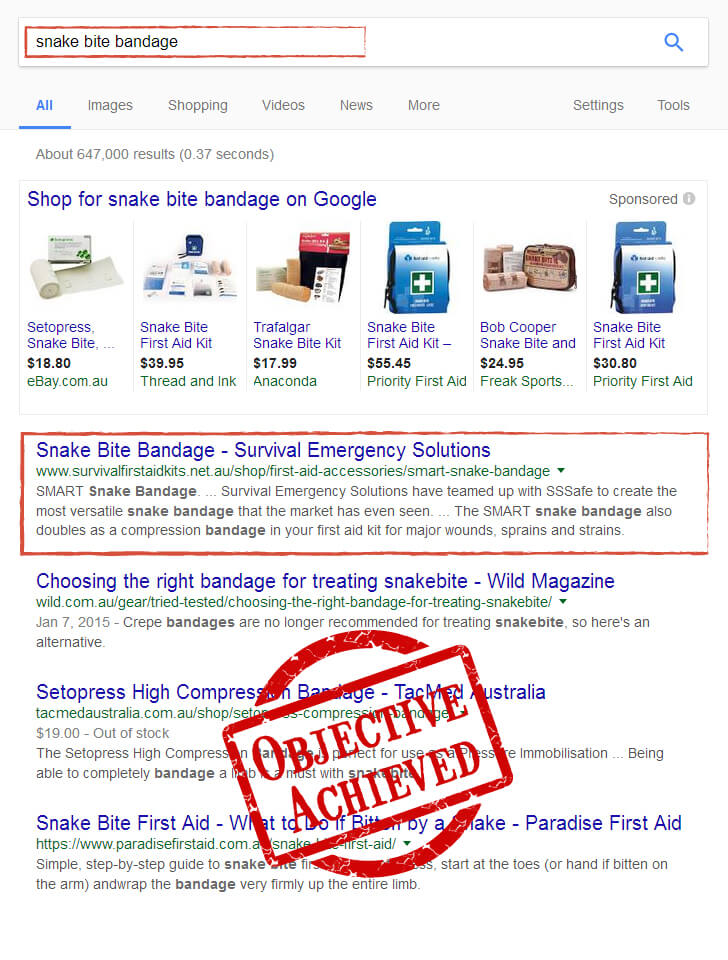 snake bite bandage
All Images Shopping Videos News More Settings Tools
About 647,000 results (0.37 seconds)
Shop for snake bite bandage on Google Sponsored
Setopress, Snake Bite Snake Bite Trafalgar Snake Bite Bob Cooper Snake Bite
Snake Bite, ... First Aid Kit Snake Bite Kit First Aid Kit – Snake Bite and First Aid Kit
$18.80 $39.95 $17.99 $55.45 $24.95 $30.80
eBay.com.au Thread and Ink Anaconda Priority First Aid Freak Sports... Priority First Aid
Snake Bite Bandage - Survival Emergency Solutions
www.survivalfirstaidkits.net.au/shop/first-aid-accessories/smart-snake-bandage
SMART Snake Bandage. ... Survival Emergency Solutions have teamed up with SSSafe to create the
most versatile snake bandage that the market has even seen. ... The SMART snake bandage also
doubles as a compression bandage in your first aid kit for major wounds, sprains and strains.
Choosing the right bandage for treating snakebite - Wild Magazine
wild.com.au/gear/tried-tested/choosing-the-right-bandage-for-treating-snakebite/
Jan 7, 2015 - Crepe bandages are no longer recommended for treating snakebite, so here's an
alternative.
Setopress High Compression Bandage - TacMed Australia
tacmedaustralia.com.au/shop/setopress-compression-bandage
$19.00 - Out of stock
The Setopress High Compression Bandage is perfect for use as a Pressure Immobilisation ... Being
able to completely bandage a limb is a must with snakebite
OBJECTIVE
ACHIEVED
Snake Bite First Aid - What to Do if Bitten by a Snake - Paradise First Aid
https://www.paradisefirstaid.com.au/snake-bite-first-aid/
Simple, step-by-step guide to snake bite first start at the toes (or hand if bitten on
the arm) andwrap the bandage very firmly up the entire limb.